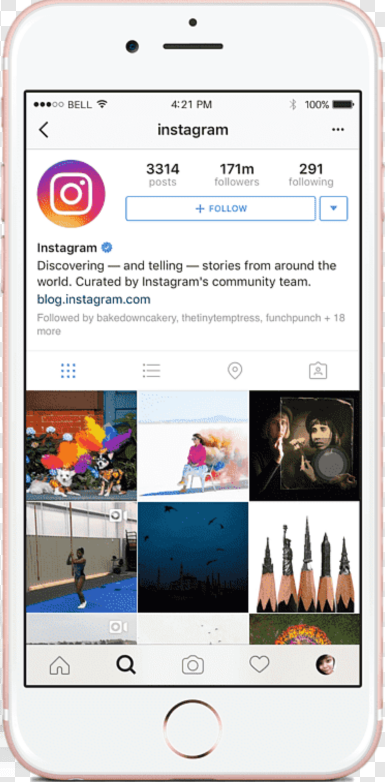 ●●●○○ BELL 4:21 PM 100%
instagram
3314 171m 291
posts followers following
+ FOLLOW
Instagram
Discovering — and telling — stories from around the
world. Curated by Instagram's community team.
blog.instagram.com
Followed by bakedowncakery, thetinytemptress, funchpunch + 18
more